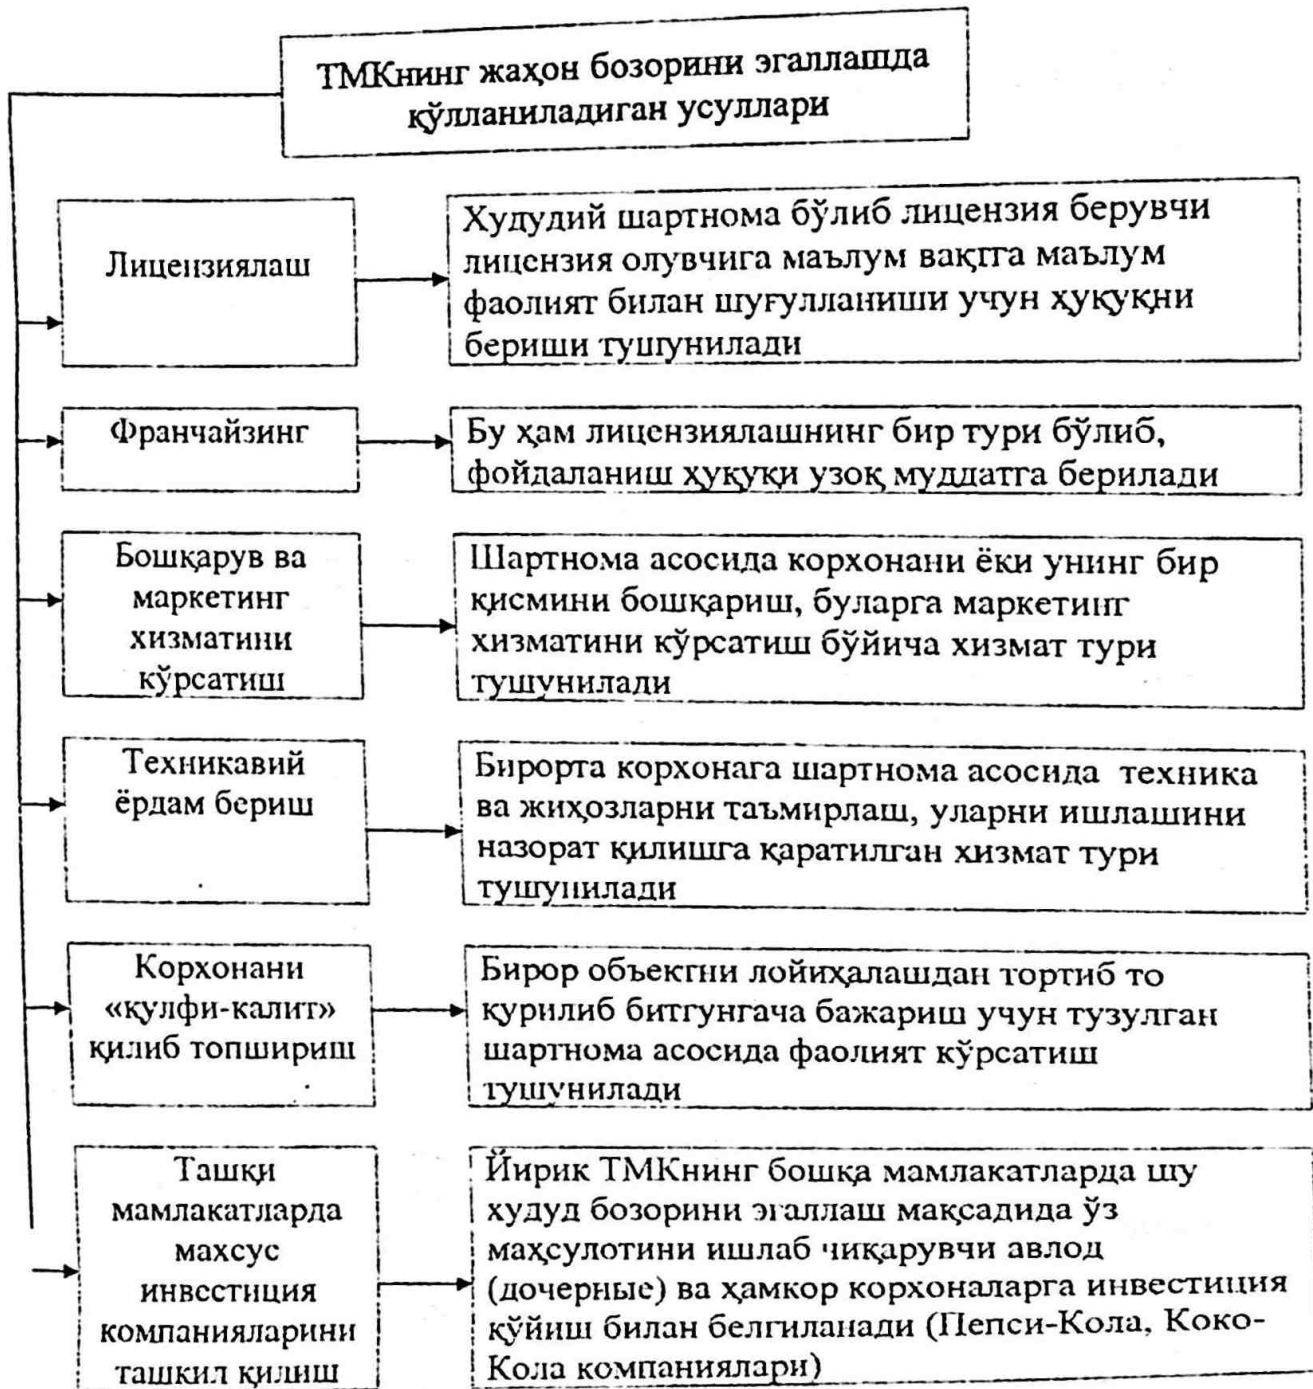 ТМКнинг жаҳон бозорини эгаллашда
қўлланиладиган усуллари
Лицензиялаш
Худудий шартнома бўлиб лицензия берувчи
лицензия олувчига маълум вақтга маълум
фаолият билан шуғулланиши учун ҳуқуқни
бериши тушунилади
Франчайзинг
Бу ҳам лицензиялашнинг бир тури бўлиб,
фойдаланиш ҳуқуқи узоқ муддатга берилади
Бошқарув ва
маркетинг
хизматини
кўрсатиш
Шартнома асосида корхонани ёки унинг бир
қисмини бошқариш, буларга маркетинг
хизматини кўрсатиш бўйича хизмат тури
тушунилади
Техникавий
ёрдам бериш
Бирорта корхонага шартнома асосида техника
ва жиҳозларни таъмирлаш, уларни ишлашини
назорат қилишга қаратилган хизмат тури
тушунилади
Корхонани
«қулфи-калит»
қилиб топшириш
Бирор объектни лойиҳалашдан тортиб то
қурилиб битгунгача бажариш учун тузулган
шартнома асосида фаолият кўрсатиш
тушунилади
Ташқи
мамлакатларда
махсус
инвестиция
компанияларини
ташкил қилиш
Йирик ТМКнинг бошқа мамлакатларда шу
худуд бозорини эгаллаш мақсадида ўз
маҳсулотини ишлаб чиқарувчи авлод
(дочерные) ва ҳамкор корхоналарга инвестиция
қўйиш билан белгиланади (Пепси-Кола, Коко-
Кола компаниялари)